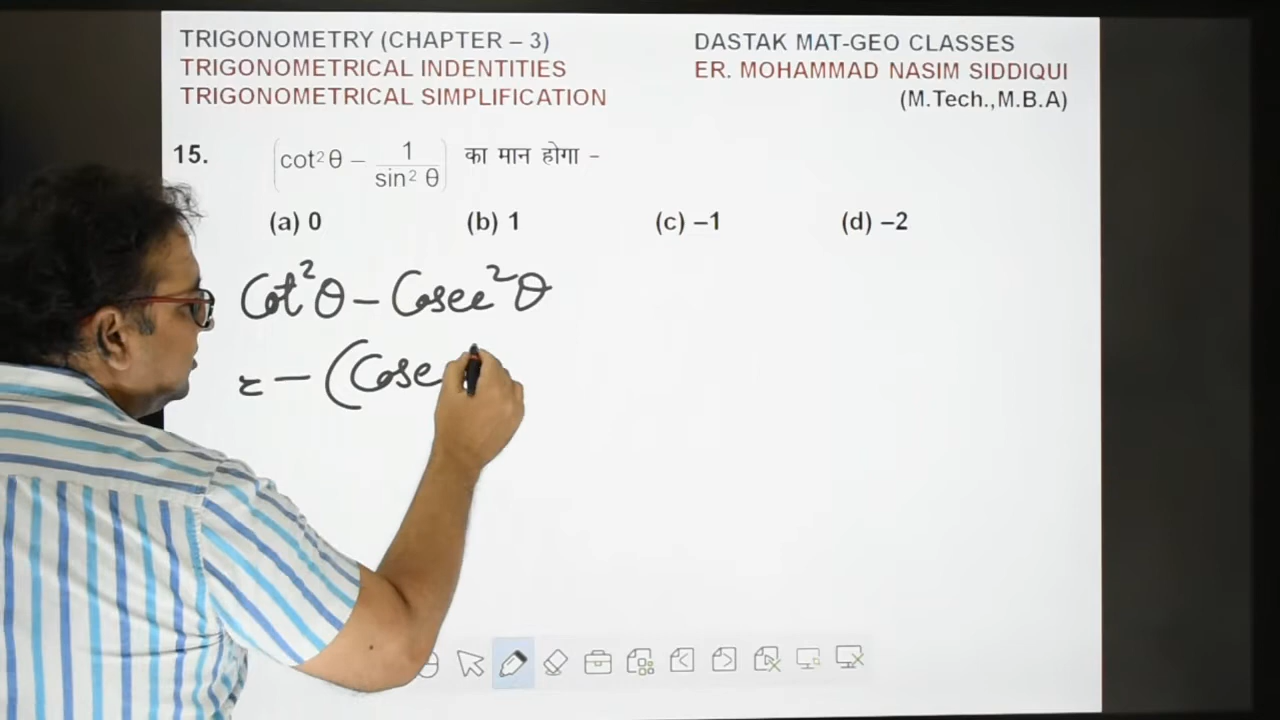 TRIGONOMETRY (CHAPTER – 3)
TRIGONOMETRICAL INDENTITIES
TRIGONOMETRICAL SIMPLIFICATION
DASTAK MAT-GEO CLASSES
ER. MOHAMMAD NASIM SIDDIQUI
(M.Tech.,M.B.A)
15. (cot²θ – 1/sin² θ) का मान होगा –
(a) 0 (b) 1 (c) –1 (d) –2
Cot²θ – Cosec²θ
= – (Cose